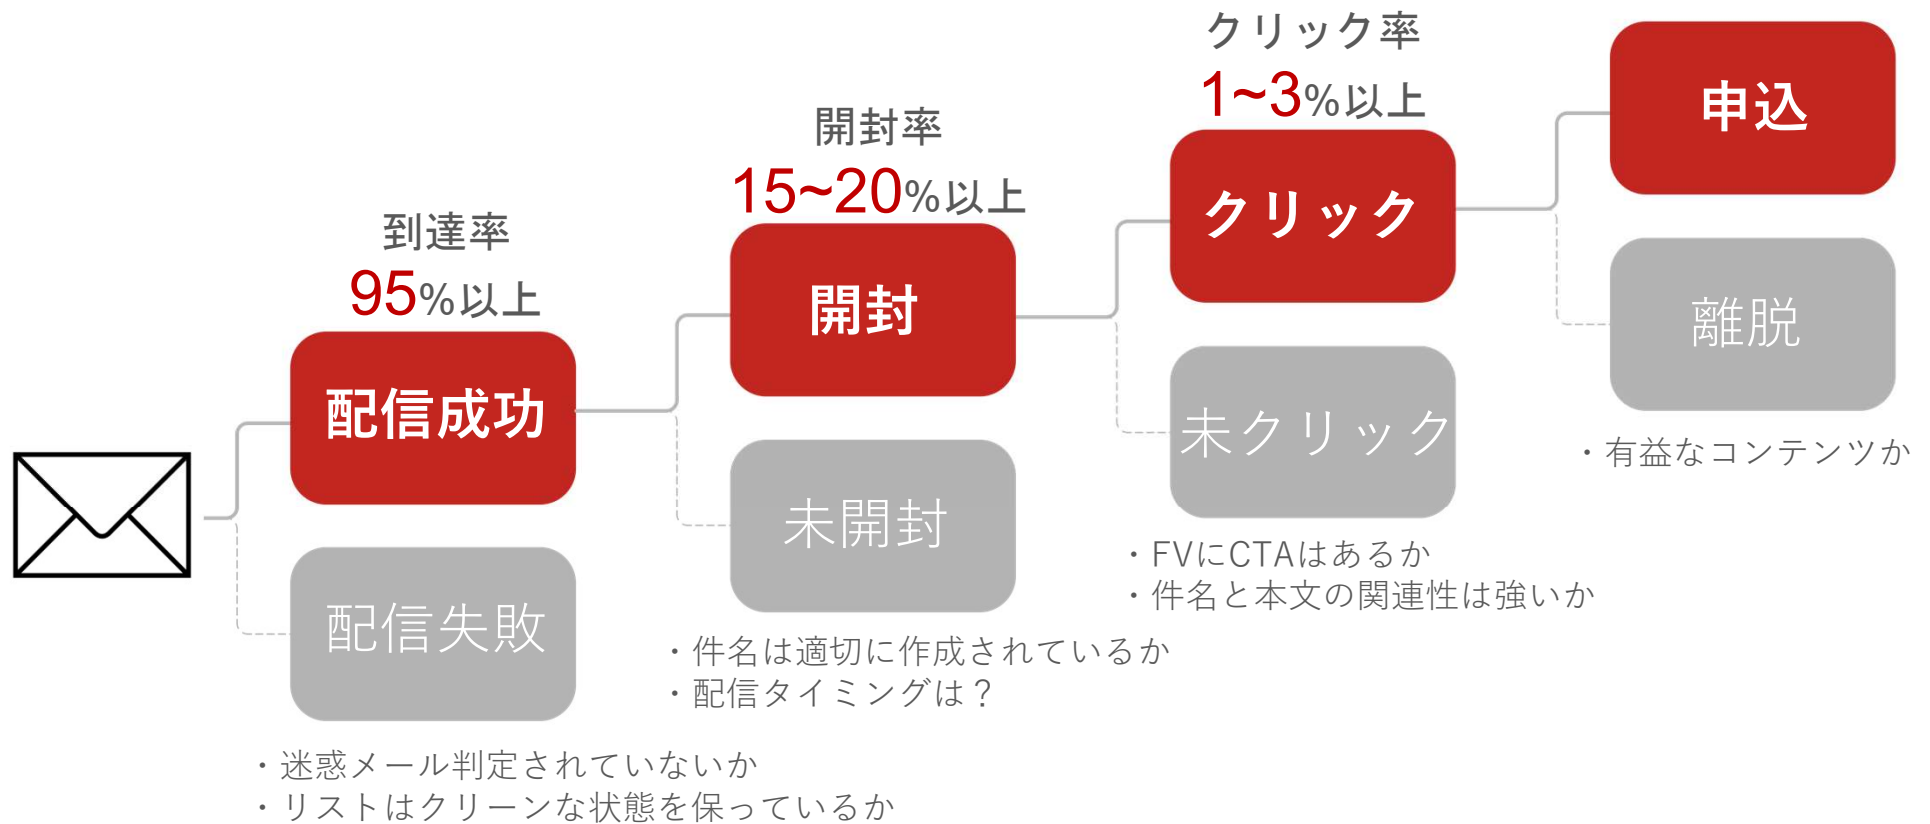 到達率
95%以上
配信成功
配信失敗
・迷惑メール判定されていないか
・リストはクリーンな状態を保っているか
開封率
15~20%以上
開封
未開封
・件名は適切に作成されているか
・配信タイミングは？
クリック率
1~3%以上
クリック
未クリック
・FVにCTAはあるか
・件名と本文の関連性は強いか
申込
離脱
・有益なコンテンツか